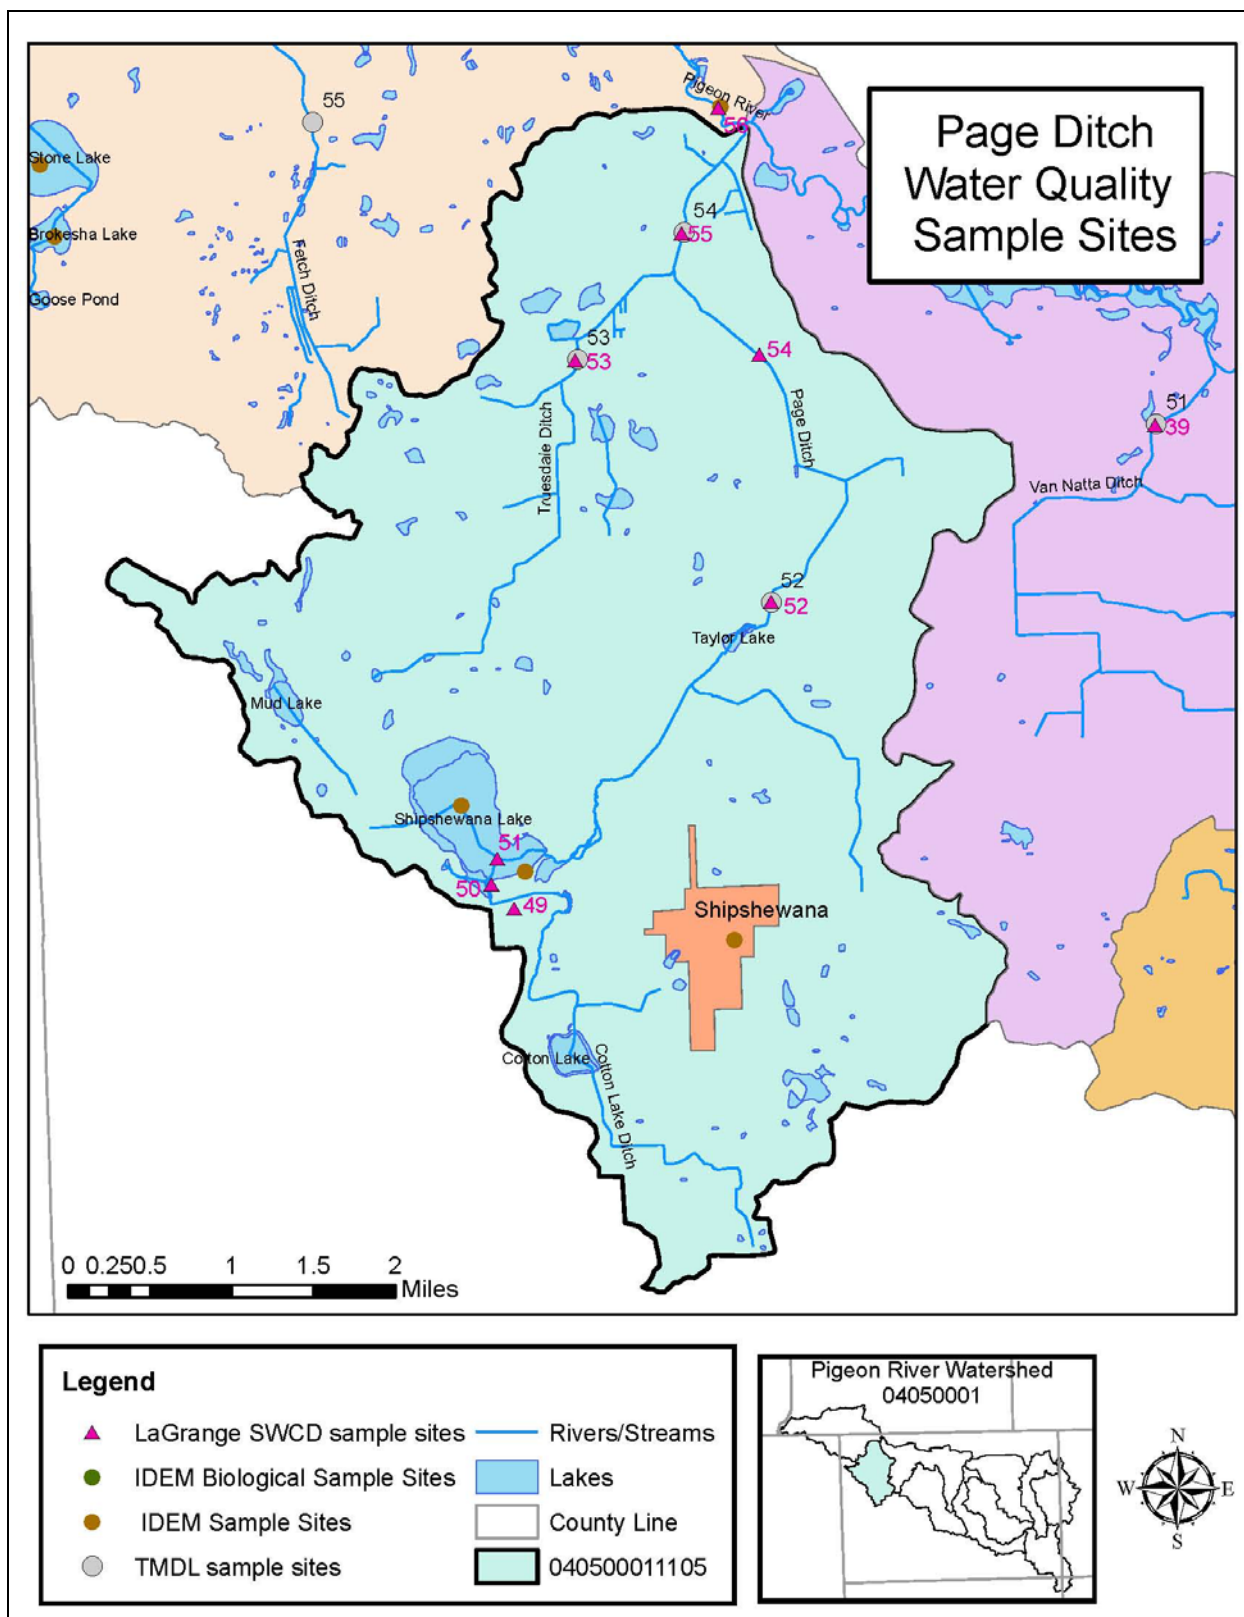 Page Ditch
Water Quality
Sample Sites
Pigeon River
56
55
Stone Lake
Brokesha Lake
Goose Pond
Fetch Ditch
54
55
53
53
54
Page Ditch
Truesdale Ditch
51
39
Van Natta Ditch
52
52
Taylor Lake
Mud Lake
Shipshewana Lake
51
50
49
Shipshewana
Cotton Lake
Cotton Lake Ditch
0 0.25 0.5 1 1.5 2
Miles
Legend
LaGrange SWCD sample sites
IDEM Biological Sample Sites
IDEM Sample Sites
TMDL sample sites
Rivers/Streams
Lakes
County Line
040500011105
Pigeon River Watershed
04050001
N
W E
S